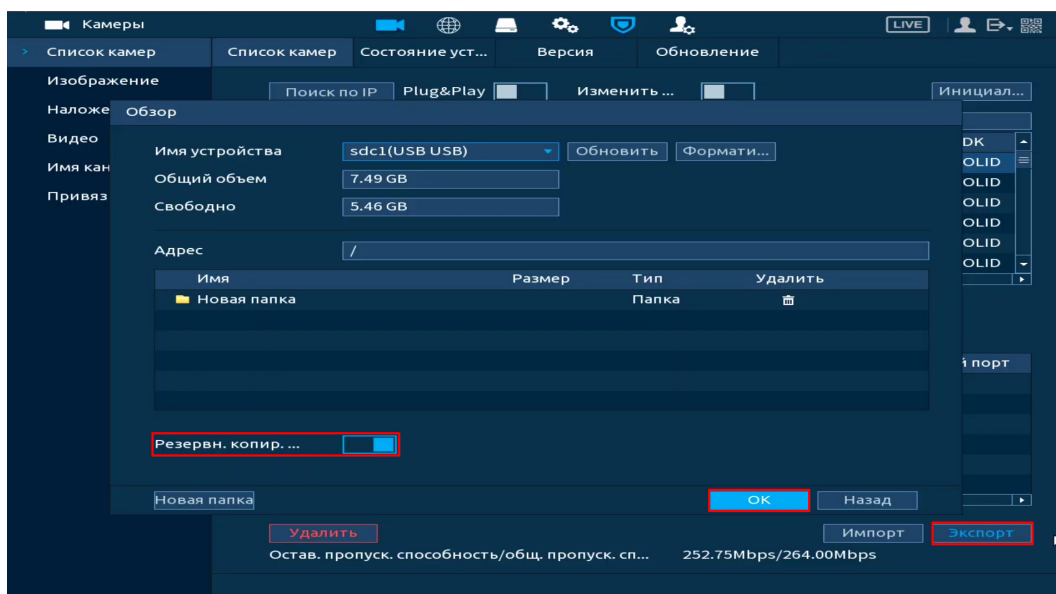 Камеры LIVE
> Список камер Список камер Состояние уст... Версия Обновление
Изображение
Поиск по IP Plug&Play Изменить ... Инициал...
Наложе Обзор
Видео Имя устройства sdc1(USB USB) Обновить Формати... DK
Имя кан OLID
Общий объем 7.49 GB OLID
Привяз Свободно 5.46 GB OLID
OLID
Адрес / OLID
OLID
Имя Размер Тип Удалить
Новая папка Папка
й порт
Резервн. копир. ...
Новая папка OK Назад
Удалить Импорт Экспорт
Остав. пропуск. способность/общ. пропуск. сп... 252.75Mbps/264.00Mbps